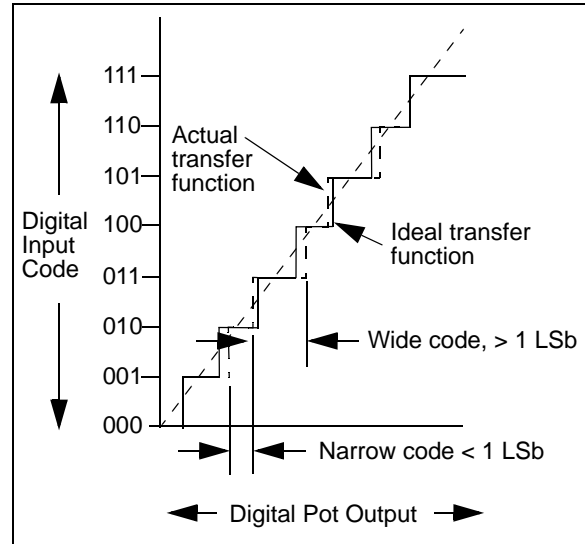 111
110
101
100
011
010
001
000
Digital
Input
Code
Actual
transfer
function
Ideal transfer
function
Wide code, > 1 LSb
Narrow code < 1 LSb
Digital Pot Output